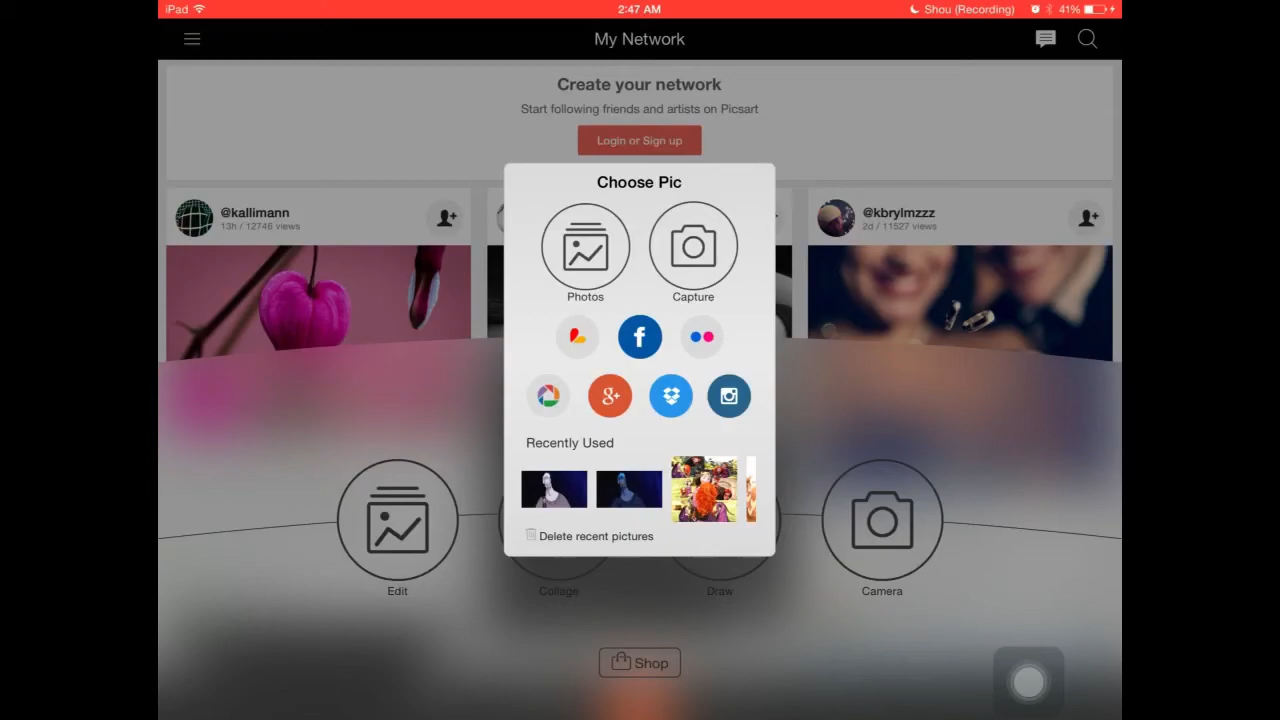 iPad
2:47 AM
Shou (Recording)
41%
My Network
Create your network
Start following friends and artists on Picsart
Login or Sign up
@kallimann
13h / 12746 views
@kbrylmzzz
2d / 11527 views
Choose Pic
Photos
Capture
Recently Used
Delete recent pictures
Edit
Collage
Draw
Camera
Shop